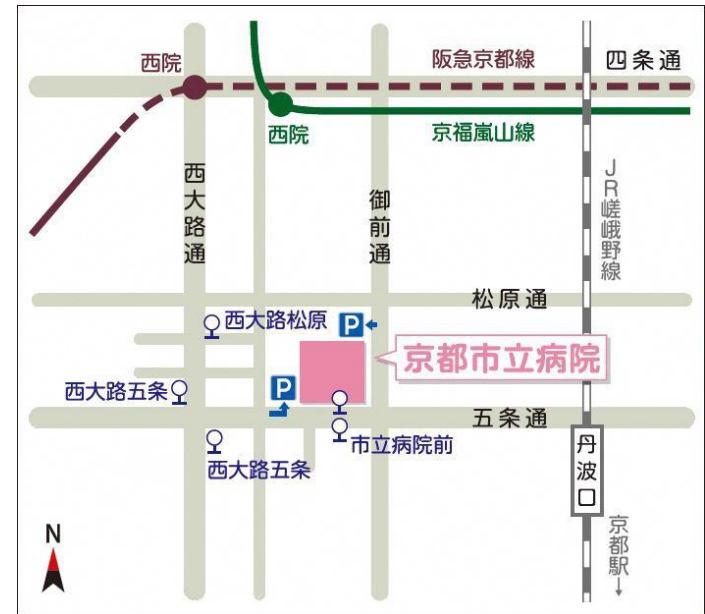 阪急京都線
四条通
西院
西院
京福嵐山線
西大路通
御前通
JR嵯峨野線
松原通
西大路松原
P
京都市立病院
西大路五条
P
五条通
市立病院前
西大路五条
丹波口
N
京都駅→